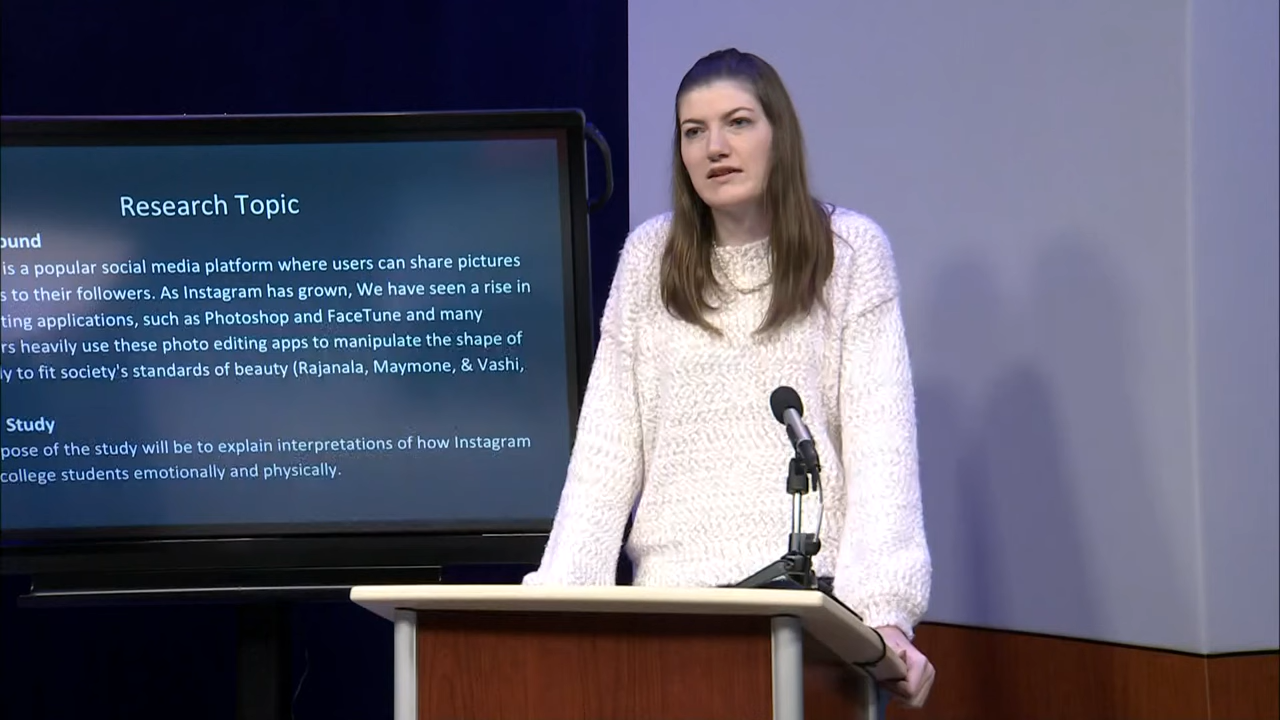 Research Topic
ound
is a popular social media platform where users can share pictures
s to their followers. As Instagram has grown, We have seen a rise in
ting applications, such as Photoshop and FaceTune and many
rs heavily use these photo editing apps to manipulate the shape of
ly to fit society's standards of beauty (Rajanala, Maymone, & Vashi,
Study
pose of the study will be to explain interpretations of how Instagram
college students emotionally and physically.